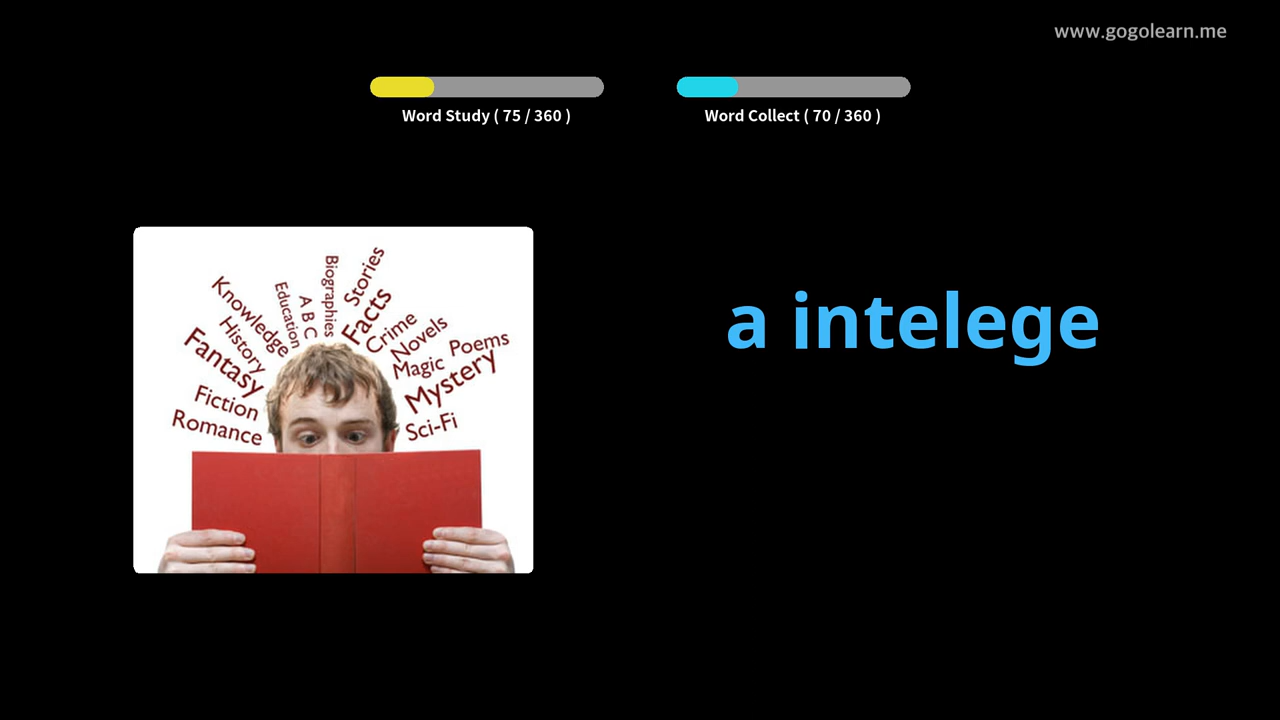 www.gogolearn.me
Word Study ( 75 / 360 )
Word Collect ( 70 / 360 )
a intelege
Biographies
Stories
Education
A B C
Facts
Knowledge
Crime
History
Novels
Fantasy
Magic
Poems
Mystery
Fiction
Romance
Sci-Fi